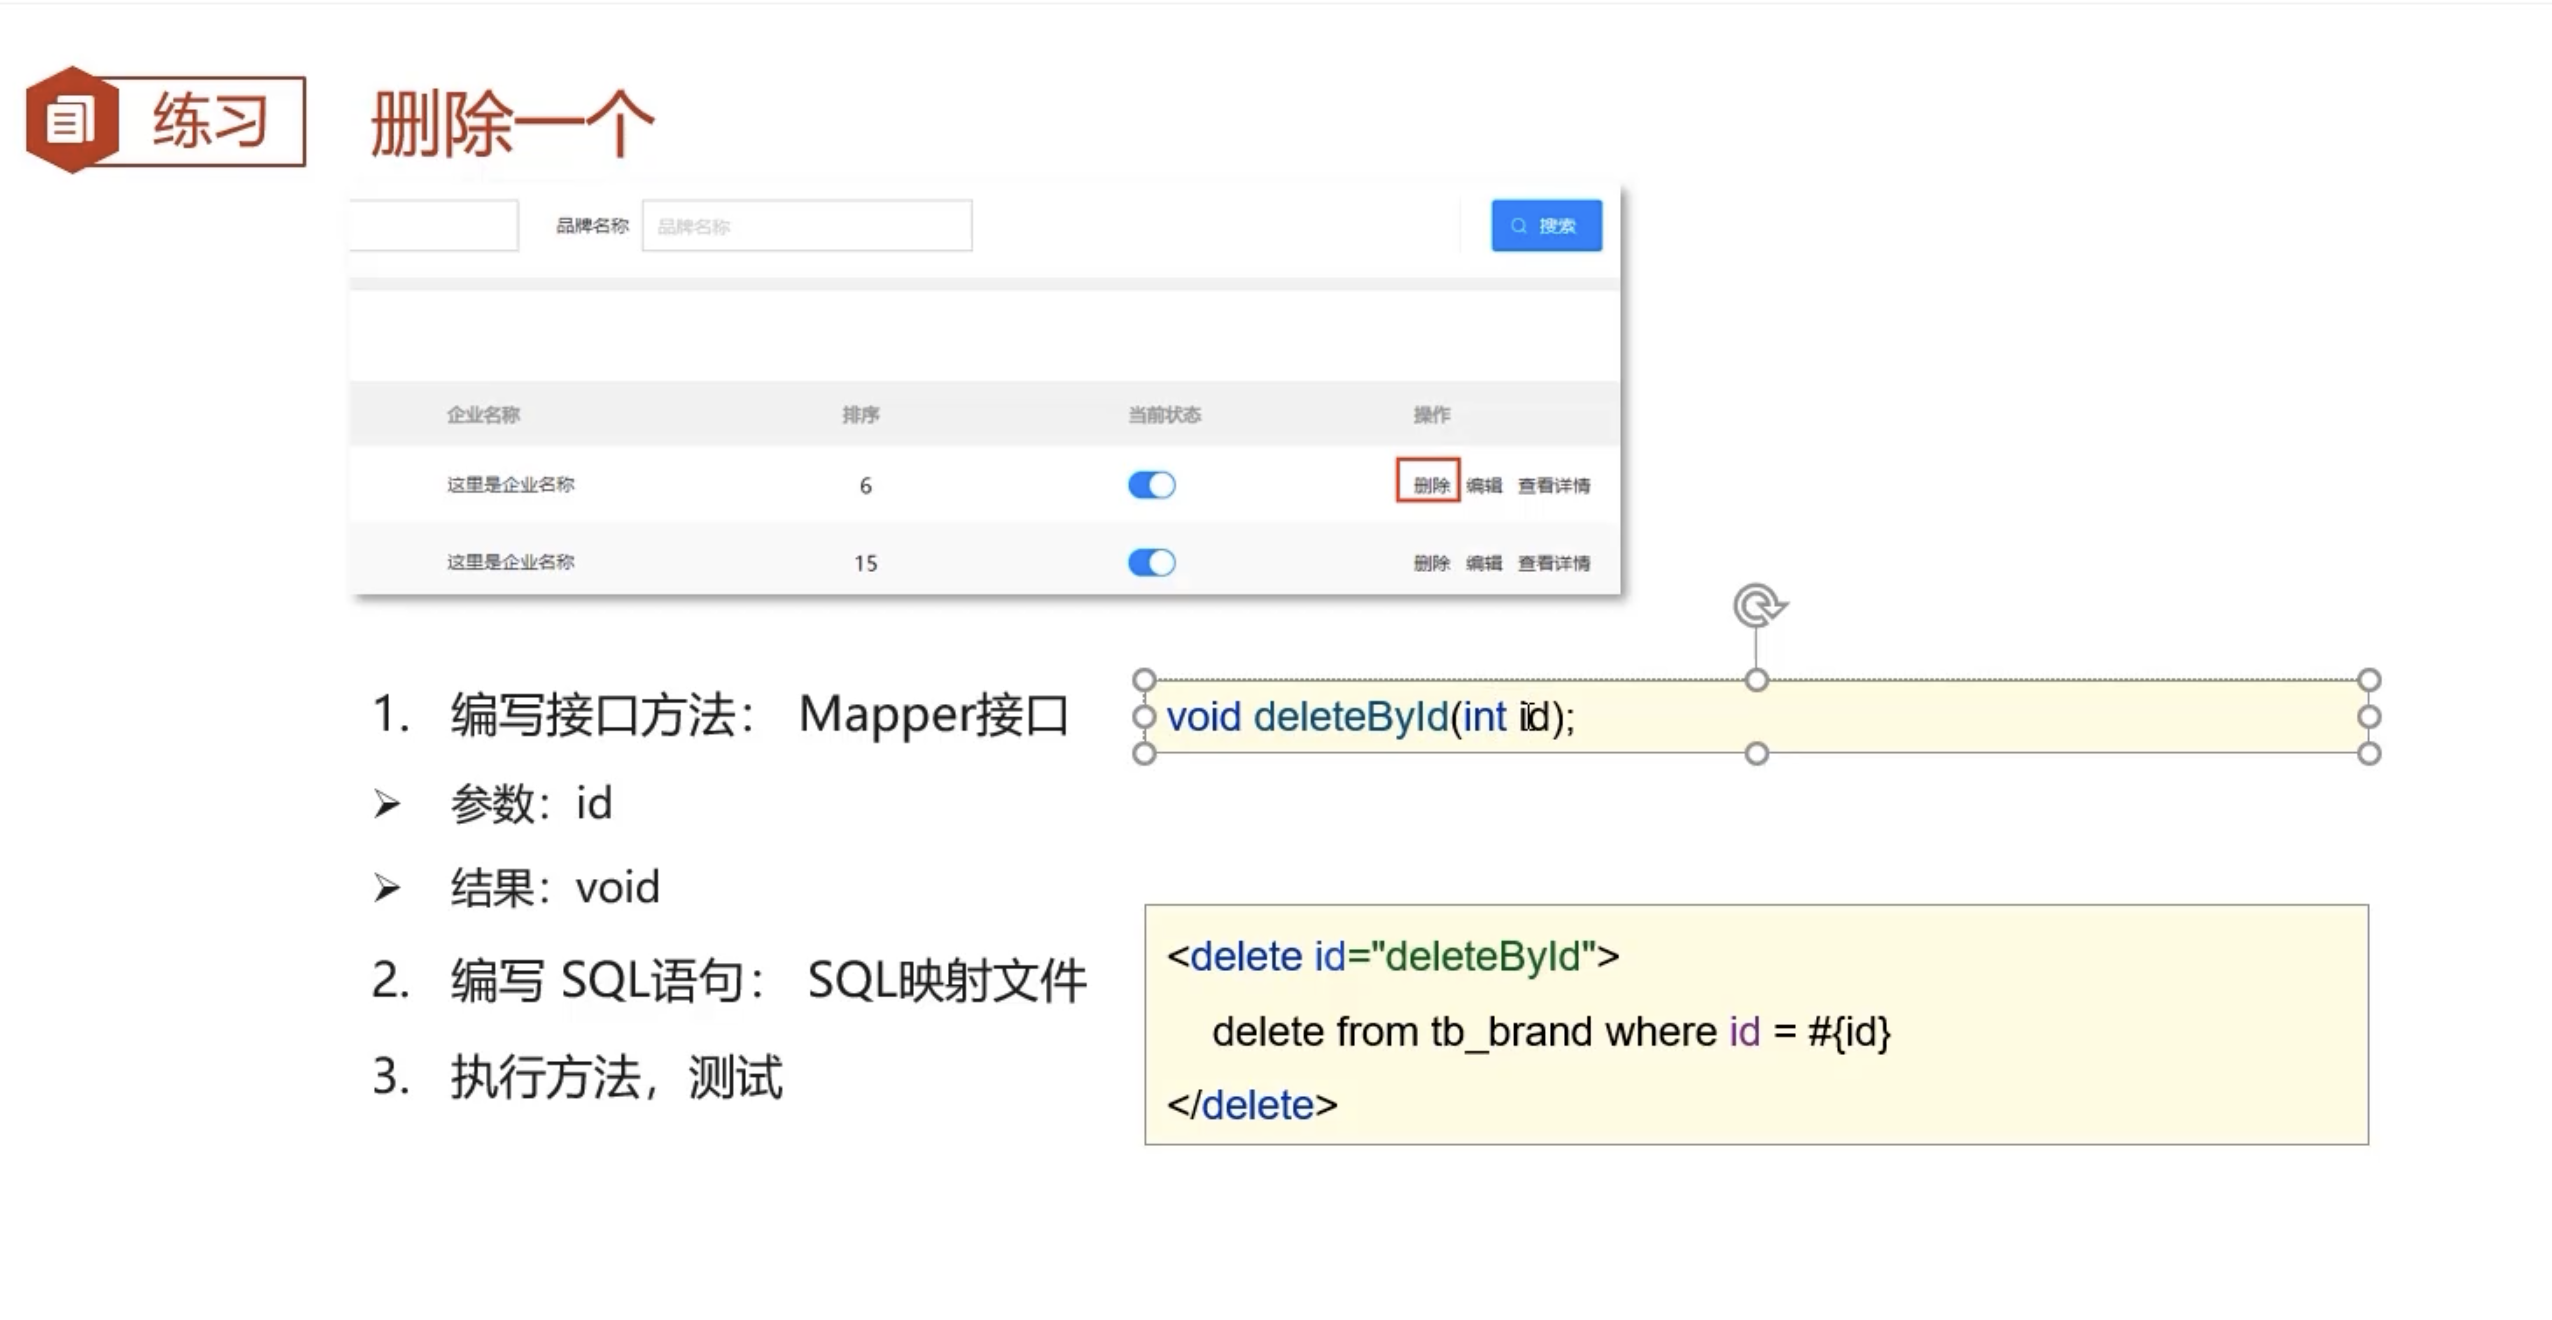 练习 删除一个
品牌名称 品牌名称 搜索
企业名称 排序 当前状态 操作
这里是企业名称 6 删除 编辑 查看详情
这里是企业名称 15 删除 编辑 查看详情
1. 编写接口方法： Mapper接口
void deleteById(int id);
➢ 参数：id
➢ 结果：void
2. 编写 SQL语句： SQL映射文件
3. 执行方法，测试
<delete id="deleteById">
delete from tb_brand where id = #{id}
</delete>